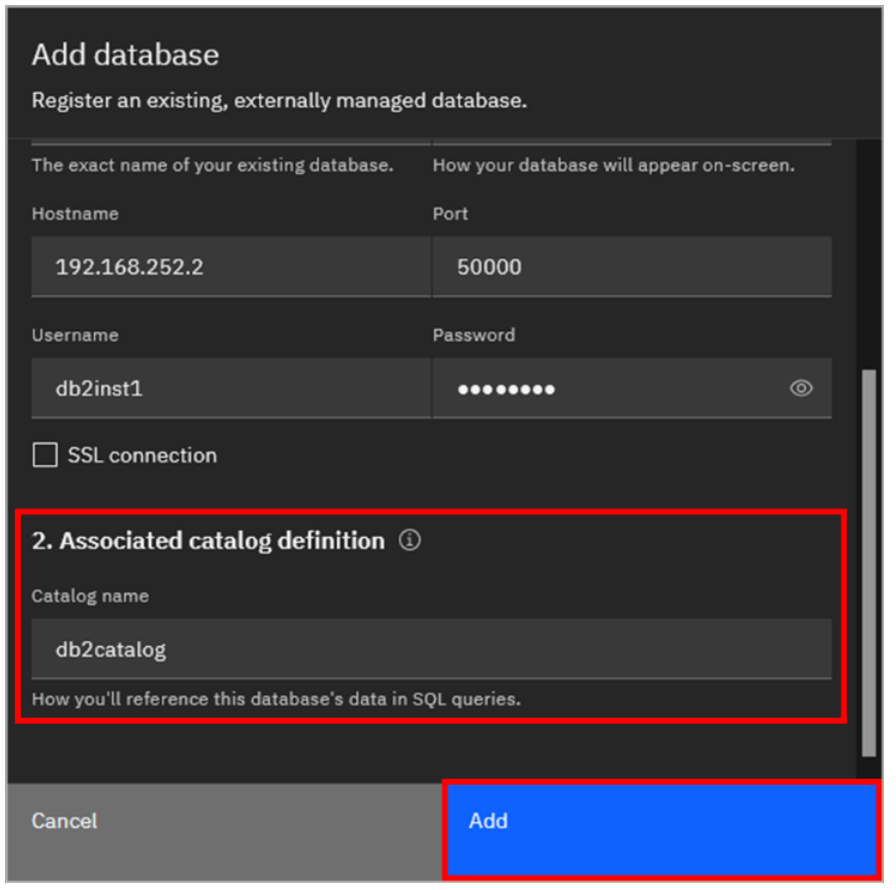 Add database
Register an existing, externally managed database.
The exact name of your existing database. How your database will appear on-screen.
Hostname Port
192.168.252.2 50000
Username Password
db2inst1 ●●●●●●●●
SSL connection
2. Associated catalog definition
Catalog name
db2catalog
How you'll reference this database's data in SQL queries.
Cancel Add